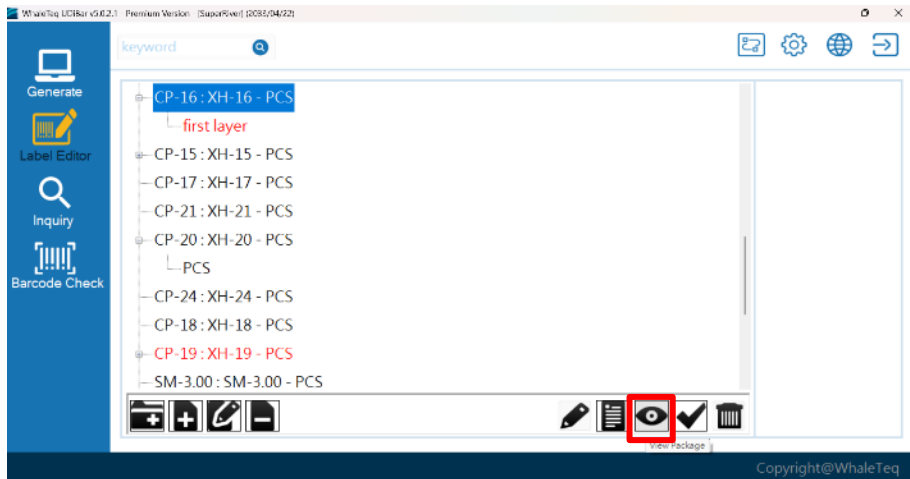 WhaleTeq UDiBar v5.0.2.1 Premium Version [SuperRiver] (2033/04/22)
keyword
Generate
Label Editor
Inquiry
Barcode Check
CP-16 : XH-16 - PCS
first layer
CP-15 : XH-15 - PCS
CP-17 : XH-17 - PCS
CP-21 : XH-21 - PCS
CP-20 : XH-20 - PCS
PCS
CP-24 : XH-24 - PCS
CP-18 : XH-18 - PCS
CP-19 : XH-19 - PCS
SM-3.00 : SM-3.00 - PCS
View Package
Copyright@WhaleTeq